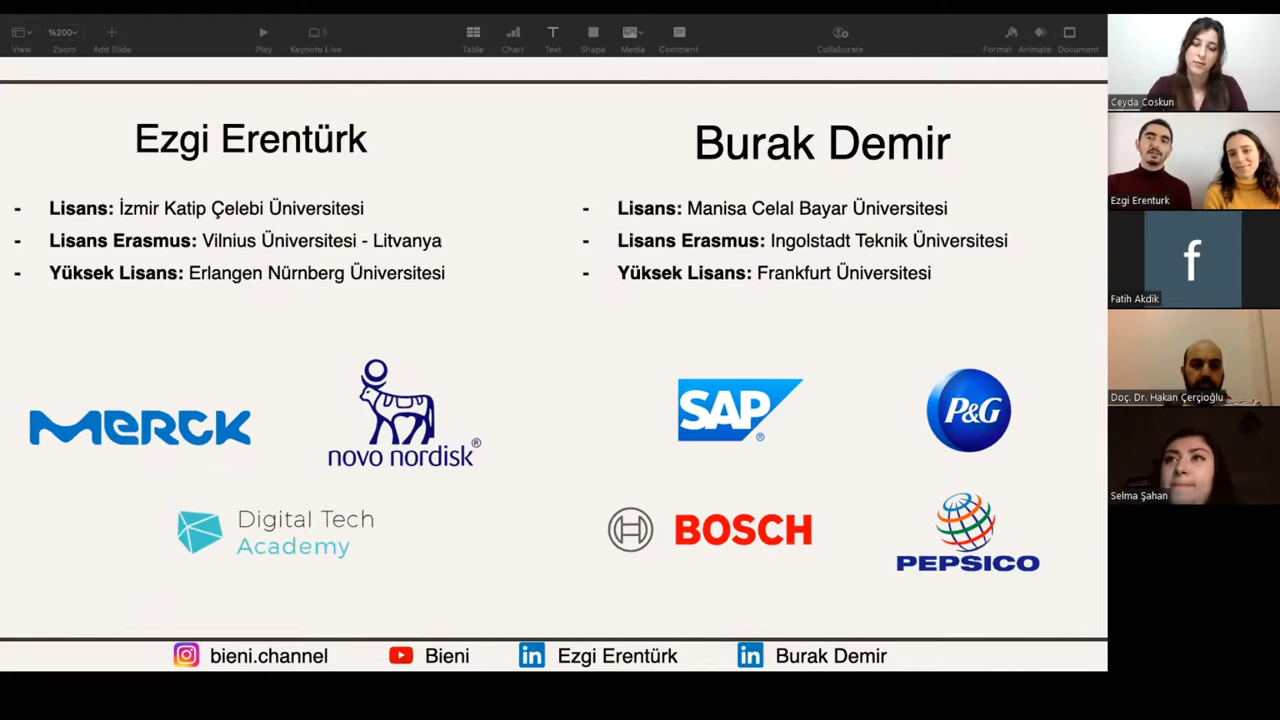 %200
View
Zoom
Add Slide
Play
Keynote Live
Table
Chart
Text
Shape
Media
Comment
Collaborate
Format
Animate
Document
Ezgi Erentürk
- Lisans: İzmir Katip Çelebi Üniversitesi
- Lisans Erasmus: Vilnius Üniversitesi - Litvanya
- Yüksek Lisans: Erlangen Nürnberg Üniversitesi
MERCK
novo nordisk®
Digital Tech
Academy
Burak Demir
- Lisans: Manisa Celal Bayar Üniversitesi
- Lisans Erasmus: Ingolstadt Teknik Üniversitesi
- Yüksek Lisans: Frankfurt Üniversitesi
SAP®
P&G
BOSCH
PEPSICO
bieni.channel
Bieni
in Ezgi Erentürk
in Burak Demir
Ceyda Coskun
Ezgi Erenturk
f
Fatih Akdik
Doç. Dr. Hakan Çerçioğlu
Selma Şahan